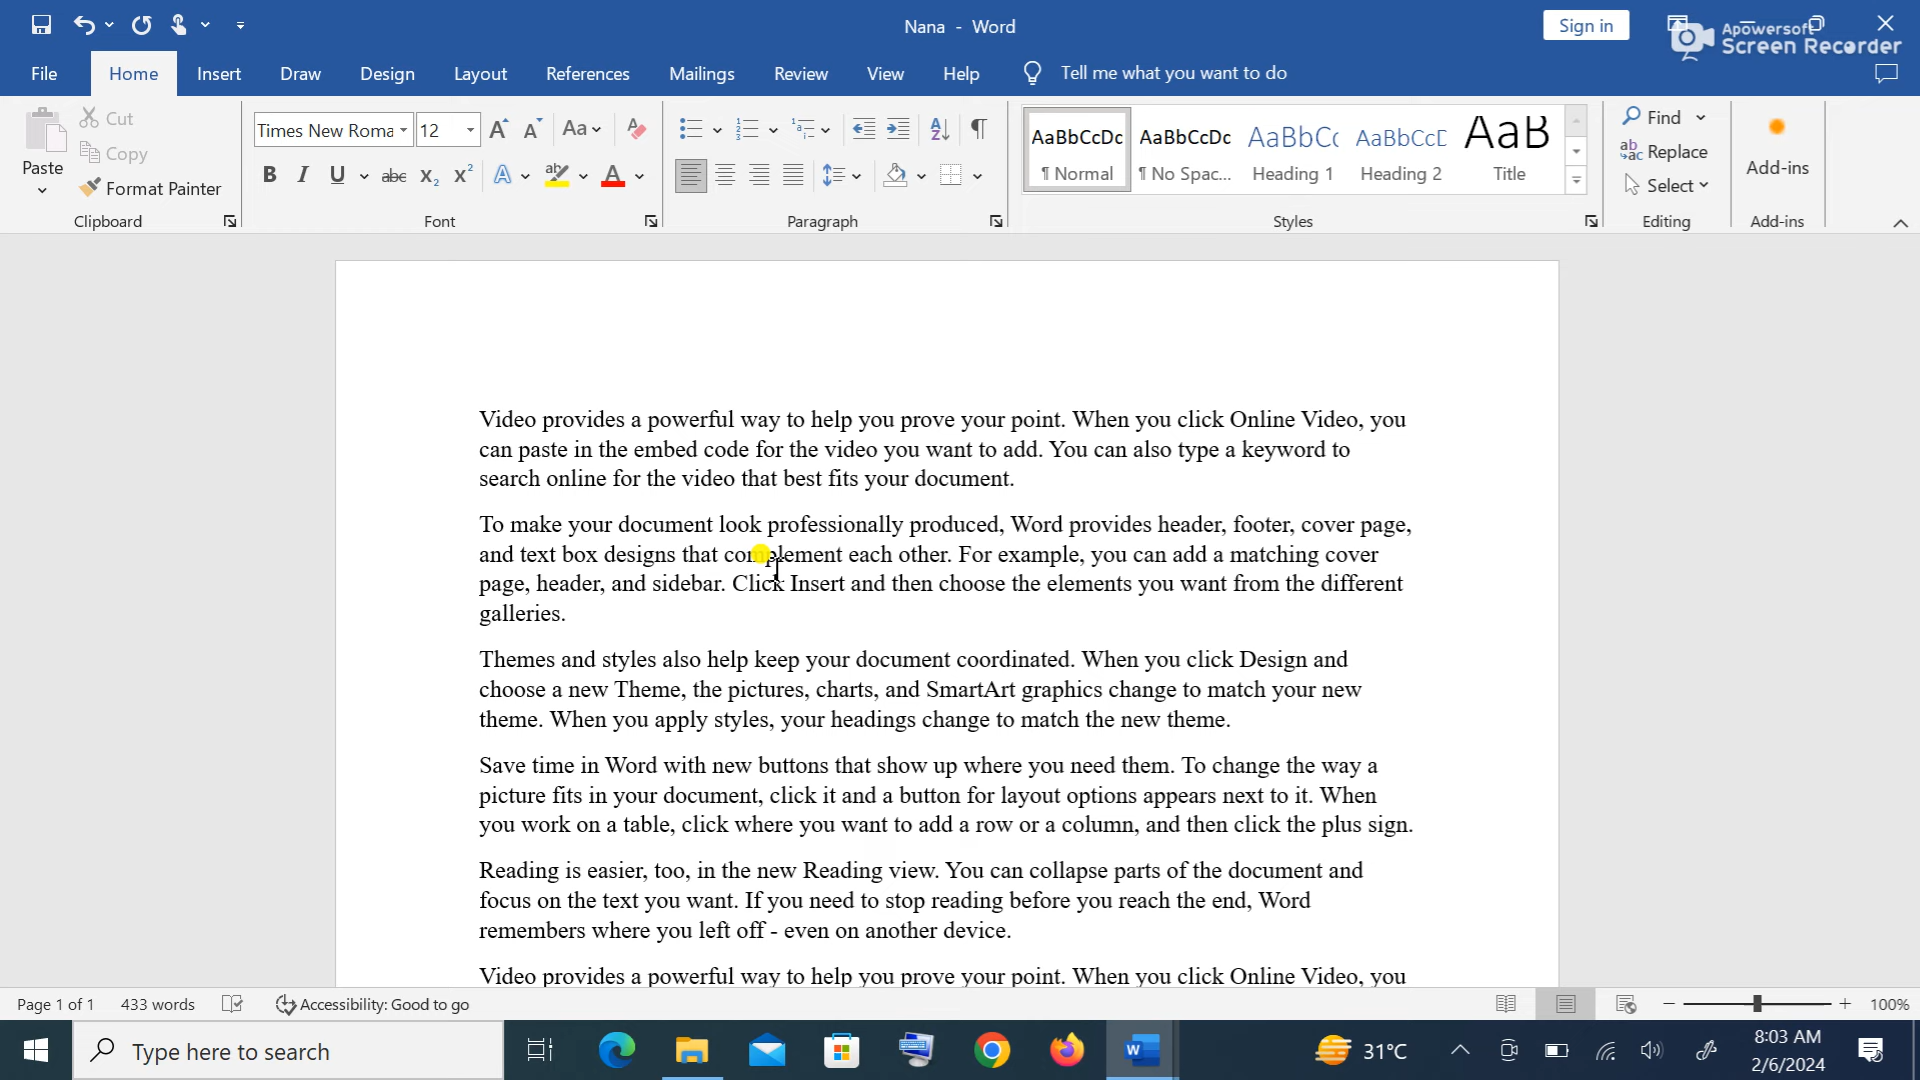 Nana - Word
Sign in
Apowersoft
Screen Recorder
File Home Insert Draw Design Layout References Mailings Review View Help Tell me what you want to do
Paste
Cut
Copy
Format Painter
Clipboard
Times New Roma 12
Aa
B I U abc X₂ X² A ab A
Font
Paragraph
AaBbCcDc AaBbCcDc AaBbC AaBbCcD AaB
¶ Normal ¶ No Spac... Heading 1 Heading 2 Title
Styles
Find
Replace
Select
Editing
Add-ins
Add-ins
Video provides a powerful way to help you prove your point. When you click Online Video, you
can paste in the embed code for the video you want to add. You can also type a keyword to
search online for the video that best fits your document.
To make your document look professionally produced, Word provides header, footer, cover page,
and text box designs that complement each other. For example, you can add a matching cover
page, header, and sidebar. Click Insert and then choose the elements you want from the different
galleries.
Themes and styles also help keep your document coordinated. When you click Design and
choose a new Theme, the pictures, charts, and SmartArt graphics change to match your new
theme. When you apply styles, your headings change to match the new theme.
Save time in Word with new buttons that show up where you need them. To change the way a
picture fits in your document, click it and a button for layout options appears next to it. When
you work on a table, click where you want to add a row or a column, and then click the plus sign.
Reading is easier, too, in the new Reading view. You can collapse parts of the document and
focus on the text you want. If you need to stop reading before you reach the end, Word
remembers where you left off - even on another device.
Video provides a powerful way to help you prove your point. When you click Online Video, you
Page 1 of 1 433 words Accessibility: Good to go 100%
Type here to search
31°C
8:03 AM
2/6/2024